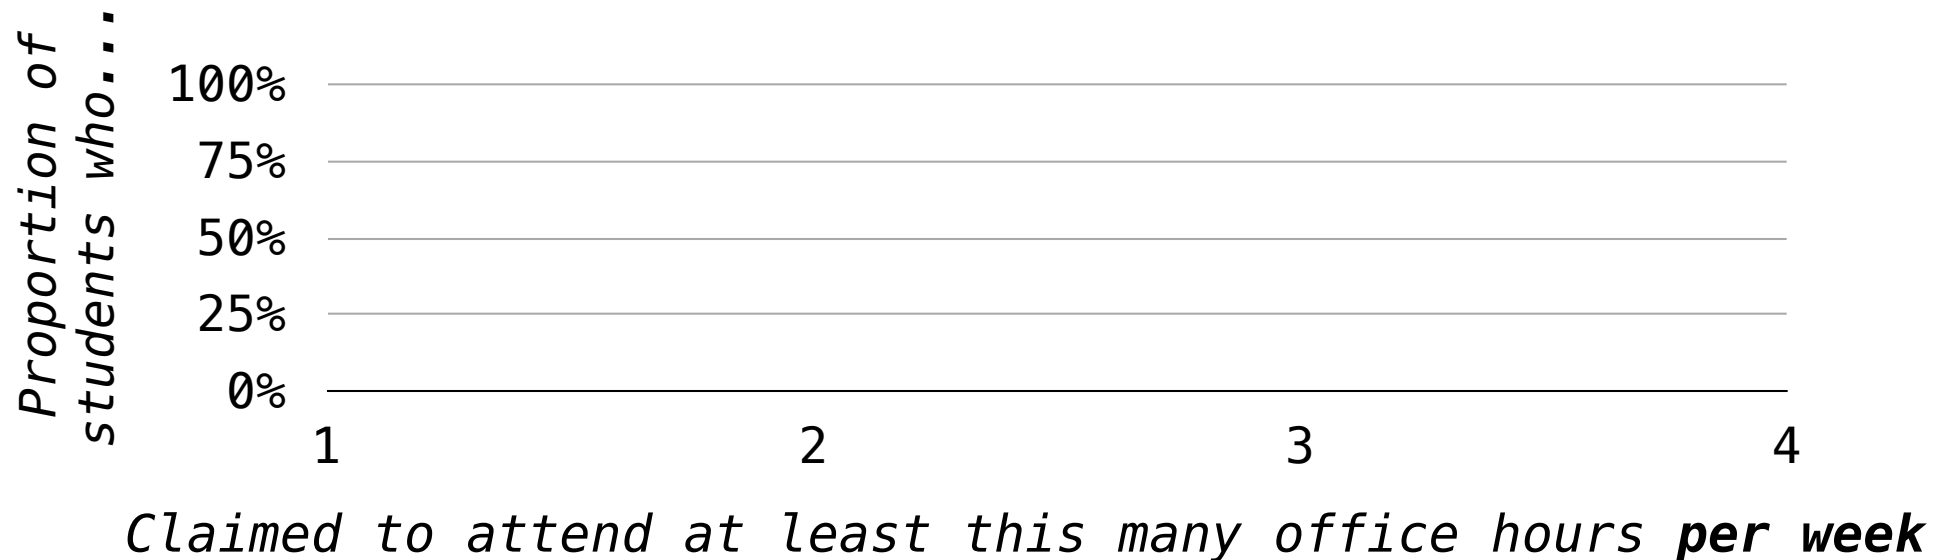 Proportion of
students who...
100%
75%
50%
25%
0%
1 2 3 4
Claimed to attend at least this many office hours per week